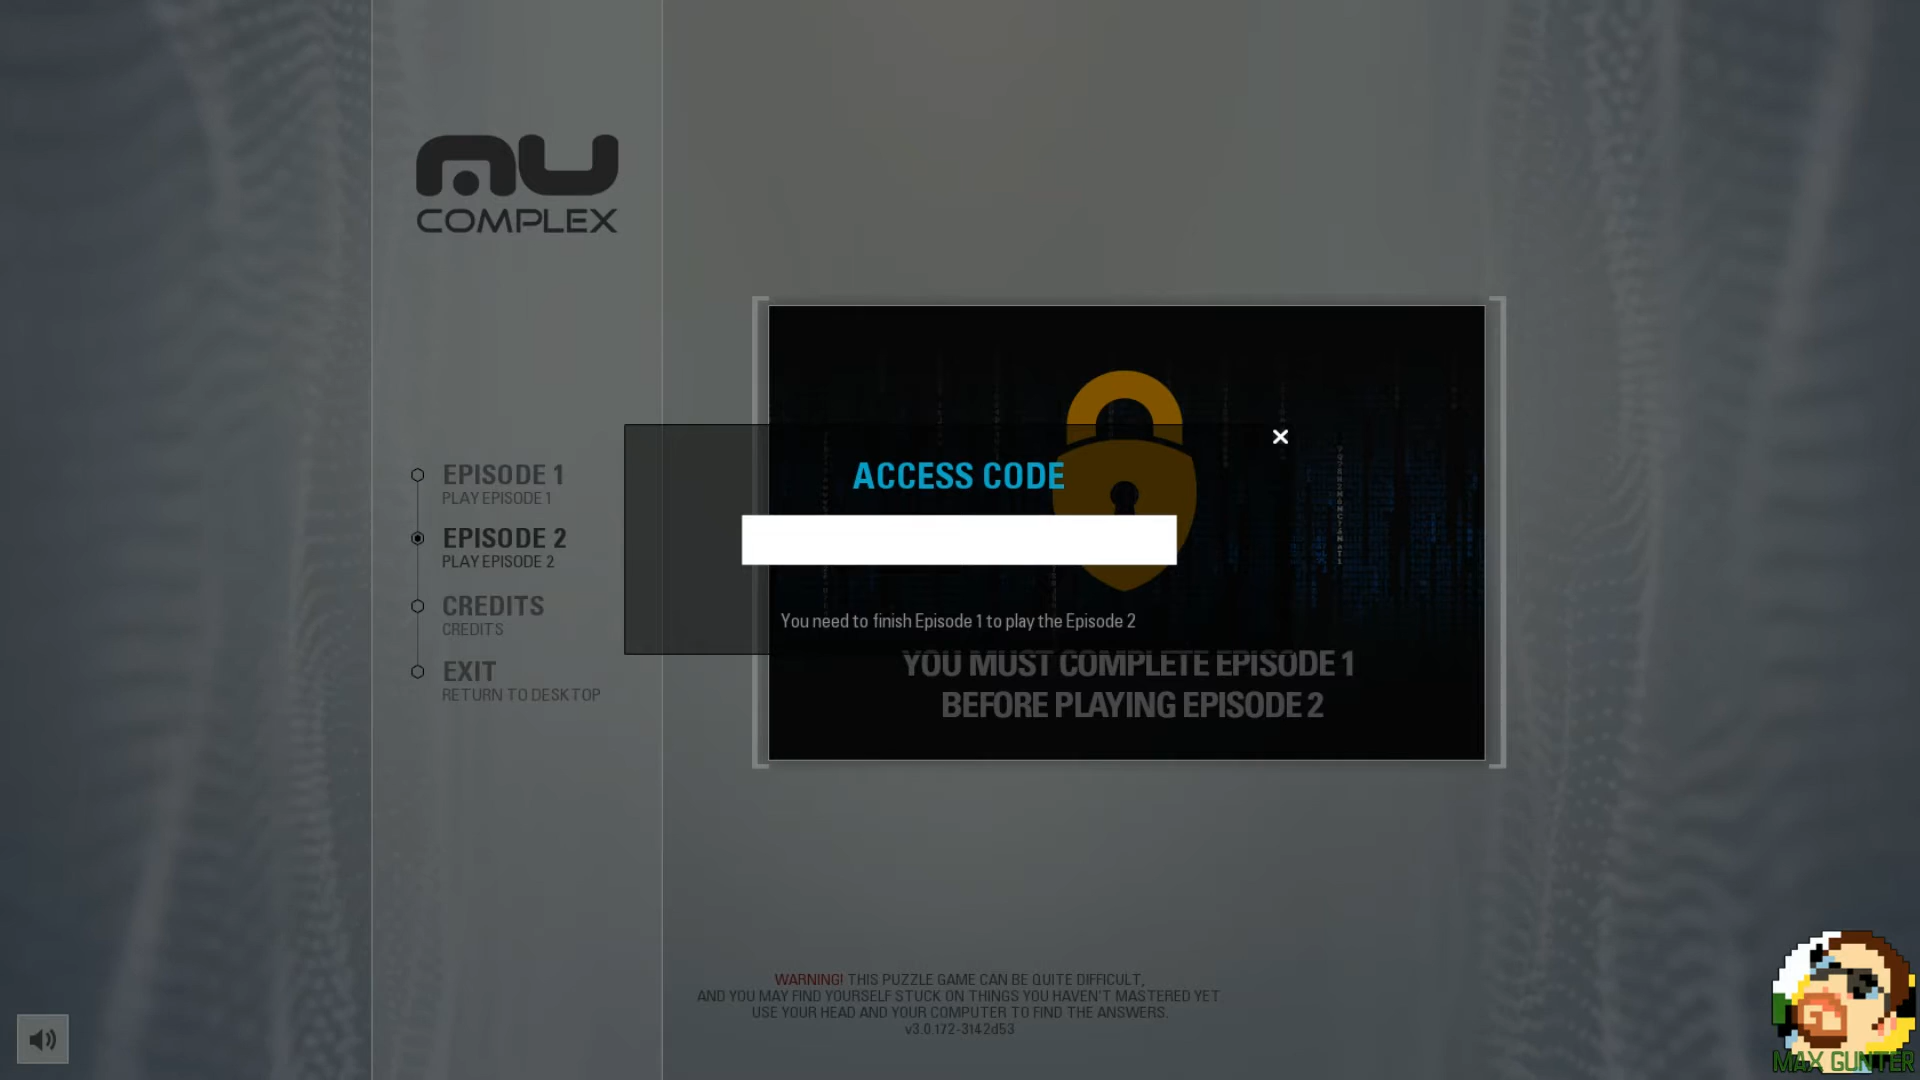 MU
COMPLEX
EPISODE 1
PLAY EPISODE 1
EPISODE 2
PLAY EPISODE 2
CREDITS
CREDITS
EXIT
RETURN TO DESKTOP
ACCESS CODE
You need to finish Episode 1 to play the Episode 2
YOU MUST COMPLETE EPISODE 1
BEFORE PLAYING EPISODE 2
WARNING! THIS PUZZLE GAME CAN BE QUITE DIFFICULT,
AND YOU MAY FIND YOURSELF STUCK ON THINGS YOU HAVEN'T MASTERED YET.
USE YOUR HEAD AND YOUR COMPUTER TO FIND THE ANSWERS.
v3.0.172-3142d53
MAX GUNTER